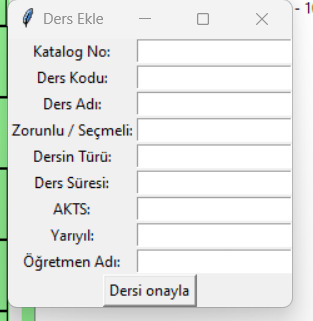 Ders Ekle
Katalog No:
Ders Kodu:
Ders Adı:
Zorunlu / Seçmeli:
Dersin Türü:
Ders Süresi:
AKTS:
Yarıyıl:
Öğretmen Adı:
Dersi onayla